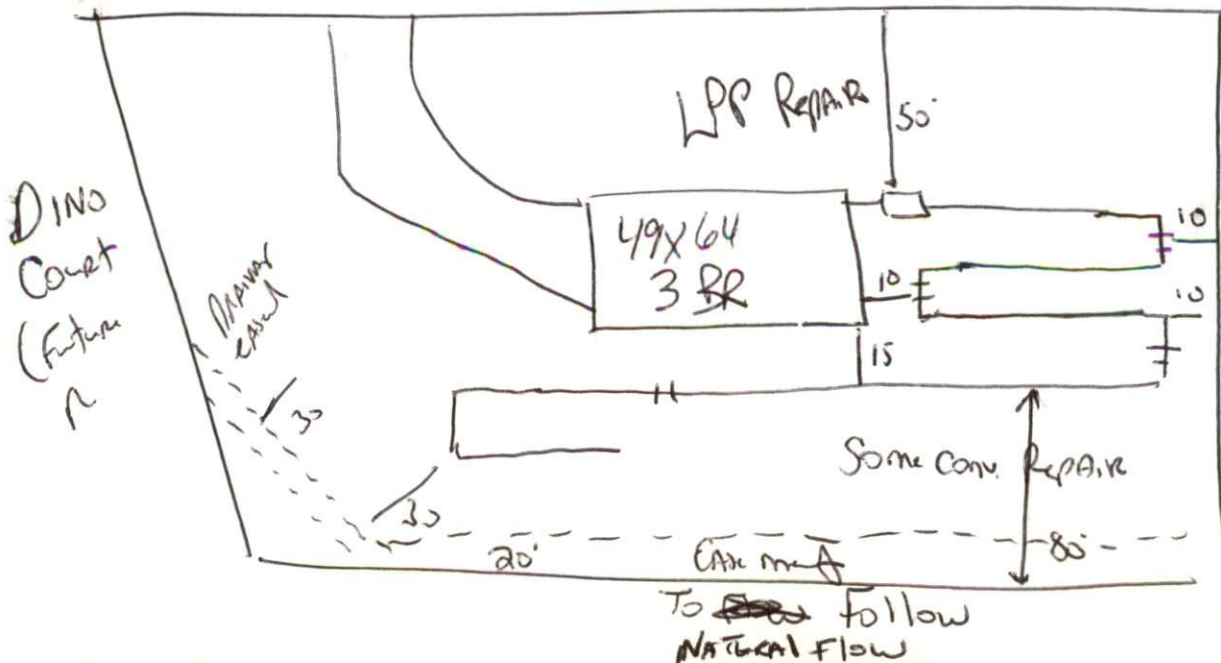 LPP Repair
50'
DINO
Court
(Future
49X64
3 BR
10
10
10
15
30
30
Some Conv. Repair
20'
Easement
80'
To Follow
NATURAL Flow